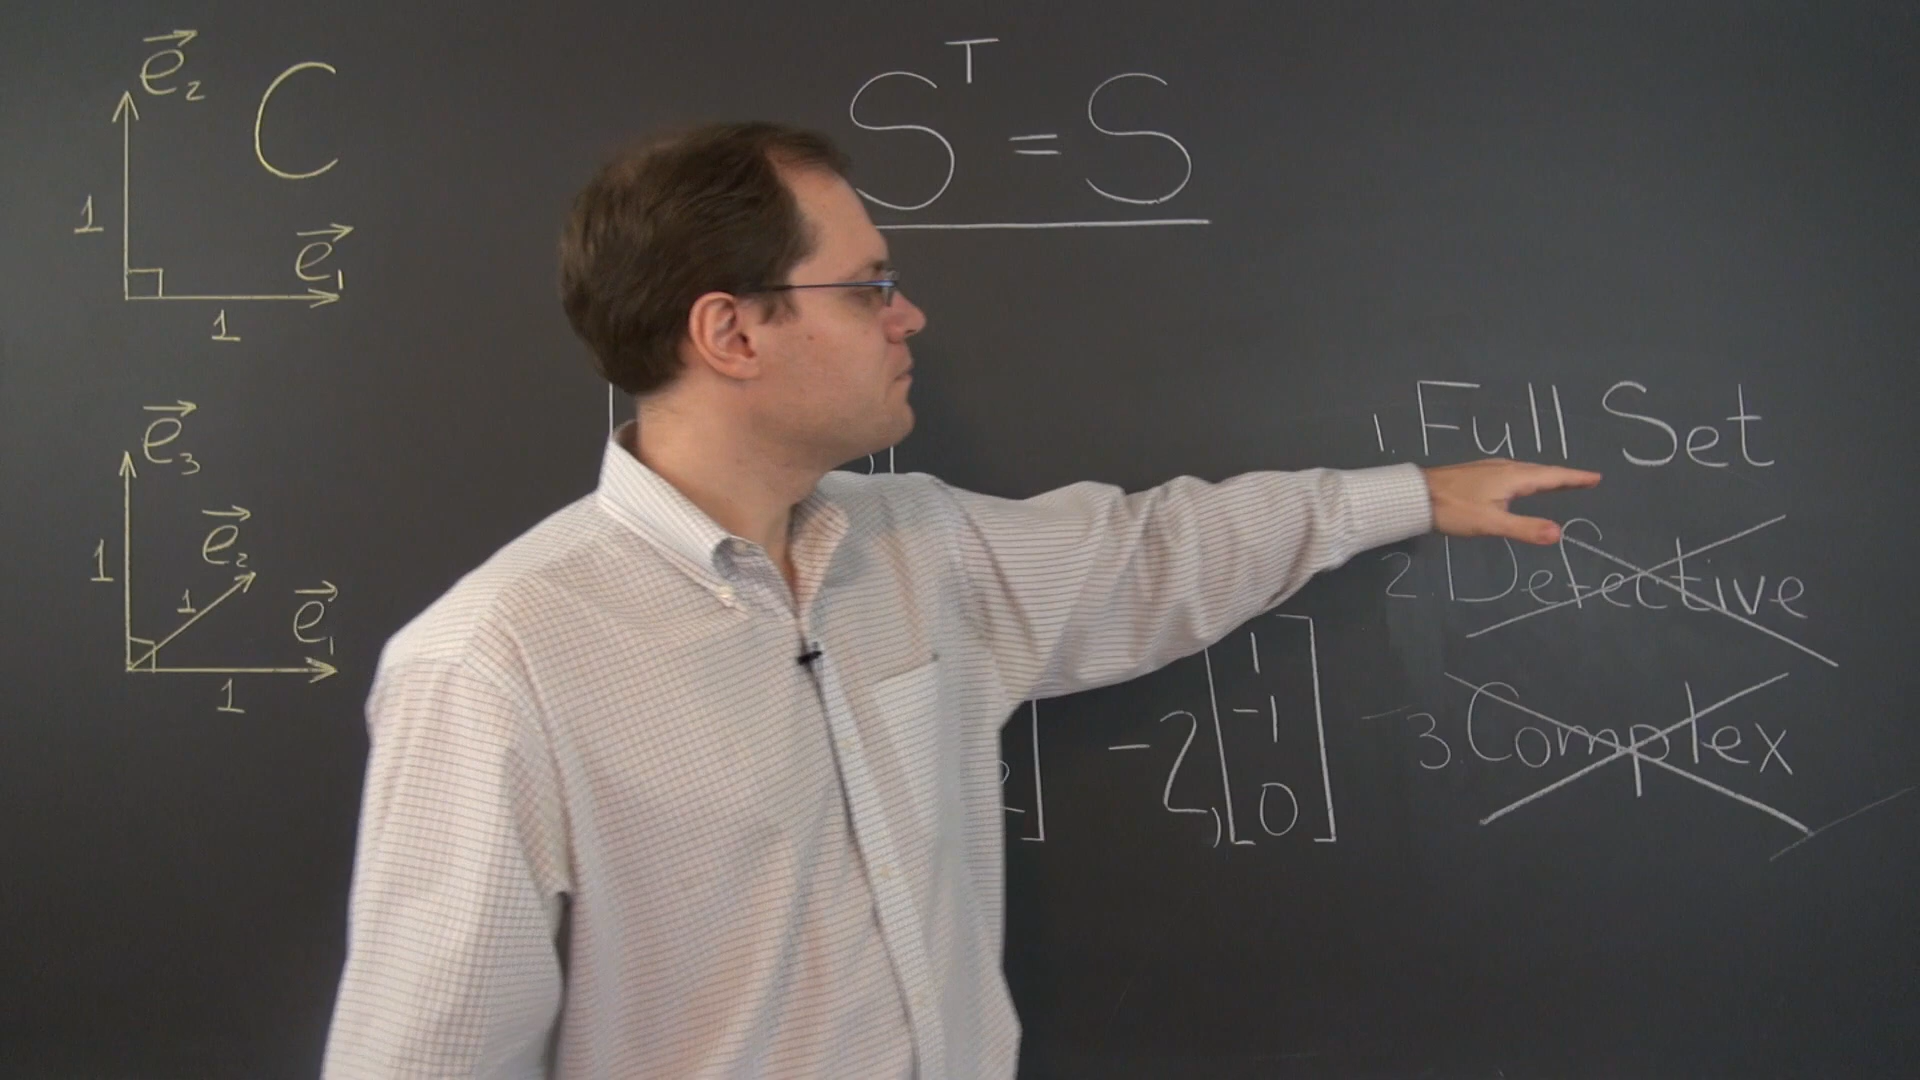 e₂
C
1
e₁
1
Sᵀ = S
e₃
1
e₂
1
e₁
1
1. Full Set
2. Defective
3. Complex
-2, [1 -1 0]